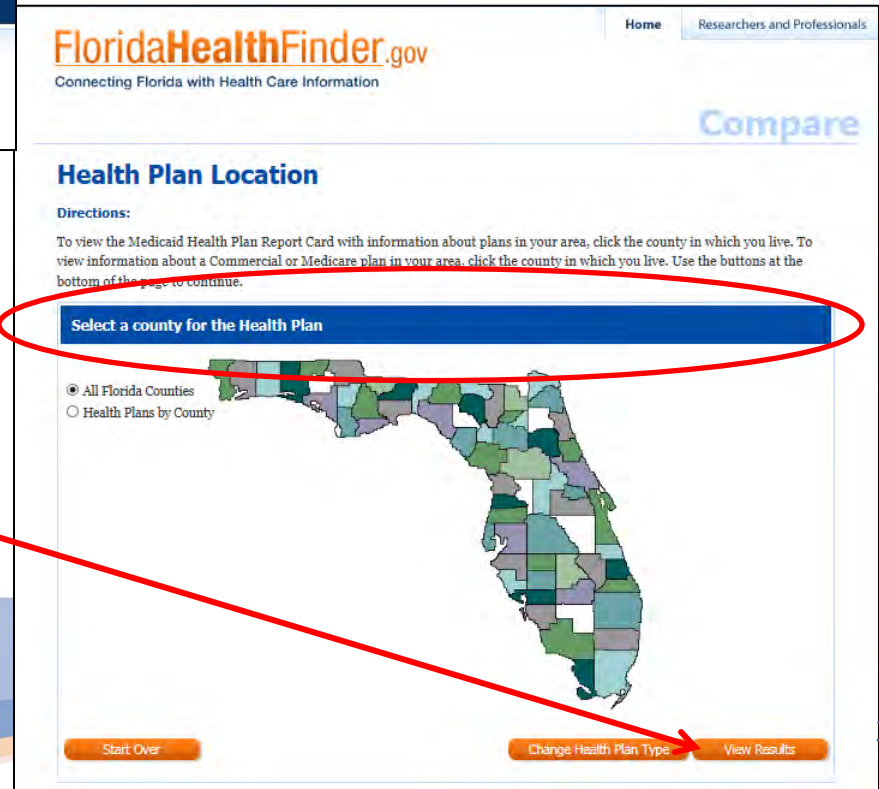 Home Researchers and Professionals
FloridaHealthFinder.gov
Connecting Florida with Health Care Information
Compare
Health Plan Location
Directions:
To view the Medicaid Health Plan Report Card with information about plans in your area, click the county in which you live. To
view information about a Commercial or Medicare plan in your area, click the county in which you live. Use the buttons at the
bottom of the page to continue.
Select a county for the Health Plan
All Florida Counties
Health Plans by County
Start Over Change Health Plan Type View Results